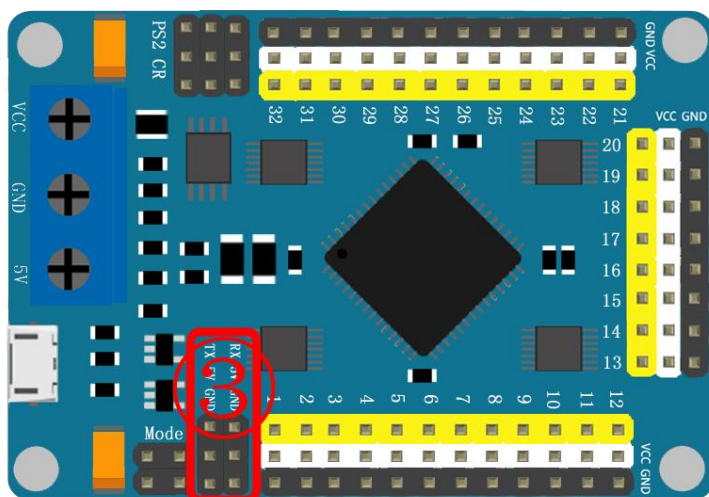 PS2 CR
GND VCC
32 31 30 29 28 27 26 25 24 23 22 21
VCC GND
VCC
GND
5V
20
19
18
17
16
15
14
13
TX 5V GND
RX
GND
③
Mode
1 2 3 4 5 6 7 8 9 10 11 12
VCC GND